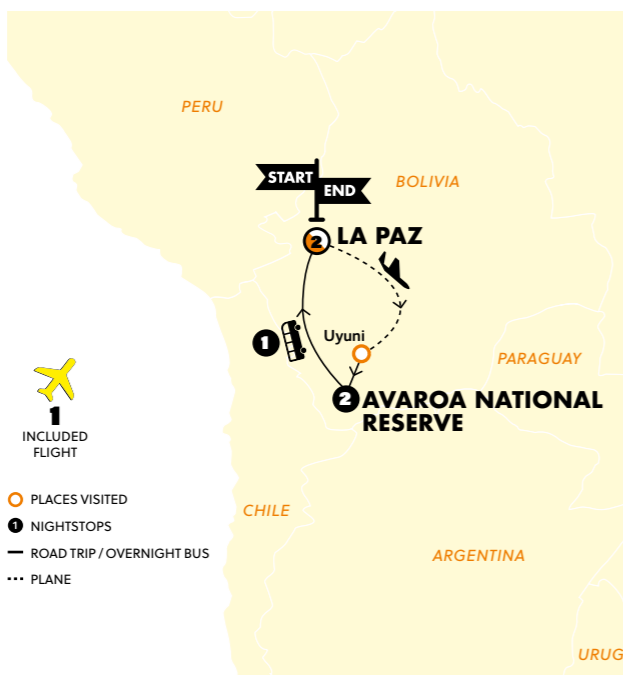 PERU
START
END
BOLIVIA
2
LA PAZ
1
Uyuni
PARAGUAY
2
AVAROA NATIONAL
RESERVE
1
INCLUDED
FLIGHT
PLACES VISITED
1 NIGHTSTOPS
ROAD TRIP / OVERNIGHT BUS
PLANE
CHILE
ARGENTINA
URUG